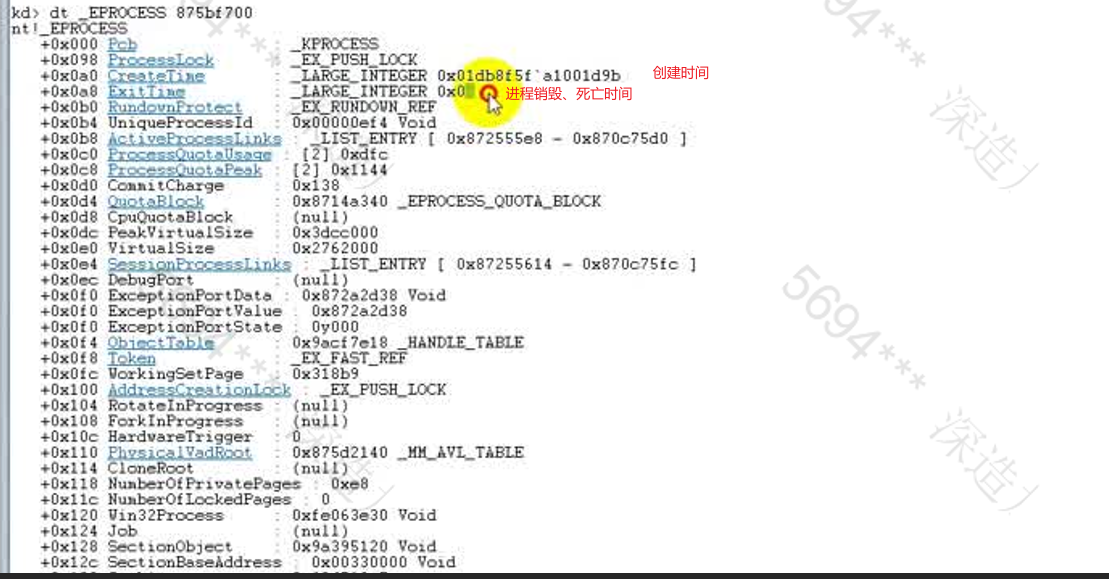 kd> dt _EPROCESS 875bf700
nt!_EPROCESS
+0x000 Pcb : _KPROCESS
+0x098 ProcessLock : _EX_PUSH_LOCK
+0x0a0 CreateTime : _LARGE_INTEGER 0x01db8f5f`a1001d9b 创建时间
+0x0a8 ExitTime : _LARGE_INTEGER 0x0 进程销毁、死亡时间
+0x0b0 RundownProtect : _EX_RUNDOWN_REF
+0x0b4 UniqueProcessId : 0x00000ef4 Void
+0x0b8 ActiveProcessLinks : _LIST_ENTRY [ 0x872555e8 - 0x870c75d0 ]
+0x0c0 ProcessQuotaUsage : [2] 0xdfc
+0x0c8 ProcessQuotaPeak : [2] 0x1144
+0x0d0 CommitCharge : 0x138
+0x0d4 QuotaBlock : 0x8714a340 _EPROCESS_QUOTA_BLOCK
+0x0d8 CpuQuotaBlock : (null)
+0x0dc PeakVirtualSize : 0x3dcc000
+0x0e0 VirtualSize : 0x2762000
+0x0e4 SessionProcessLinks : _LIST_ENTRY [ 0x87255614 - 0x870c75fc ]
+0x0ec DebugPort : (null)
+0x0f0 ExceptionPortData : 0x872a2d38 Void
+0x0f0 ExceptionPortValue : 0x872a2d38
+0x0f0 ExceptionPortState : 0y000
+0x0f4 ObjectTable : 0x9acf7e18 _HANDLE_TABLE
+0x0f8 Token : _EX_FAST_REF
+0x0fc WorkingSetPage : 0x318b9
+0x100 AddressCreationLock : _EX_PUSH_LOCK
+0x104 RotateInProgress : (null)
+0x108 ForkInProgress : (null)
+0x10c HardwareTrigger : 0
+0x110 PhysicalVadRoot : 0x875d2140 _MM_AVL_TABLE
+0x114 CloneRoot : (null)
+0x118 NumberOfPrivatePages : 0xe8
+0x11c NumberOfLockedPages : 0
+0x120 Win32Process : 0xfe063e30 Void
+0x124 Job : (null)
+0x128 SectionObject : 0x9a395120 Void
+0x12c SectionBaseAddress : 0x00330000 Void
5694***
深造）
5694***
深造）